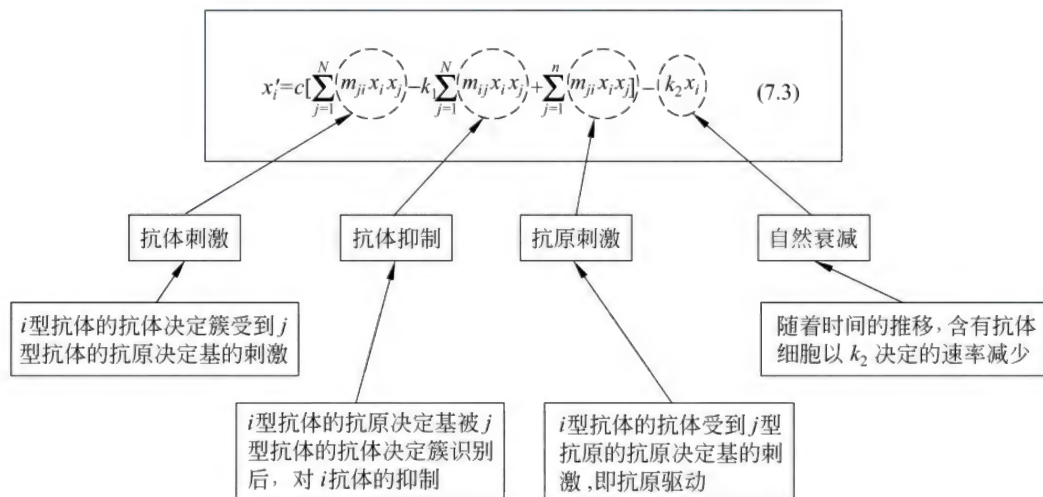 x_i'=c[∑_{j=1}^{N}(m_{ji}x_ix_j)-k_1∑_{j=1}^{N}(m_{ij}x_ix_j)+∑_{j=1}^{n}(m_{ji}x_ix_j])-(k_2x_i) (7.3)
抗体刺激 抗体抑制 抗原刺激 自然衰减
i型抗体的抗体决定簇受到j
型抗体的抗原决定基的刺激
随着时间的推移,含有抗体
细胞以k_2决定的速率减少
i型抗体的抗原决定基被j
型抗体的抗体决定簇识别
后，对i抗体的抑制
i型抗体的抗体受到j型
抗原的抗原决定基的刺
激,即抗原驱动